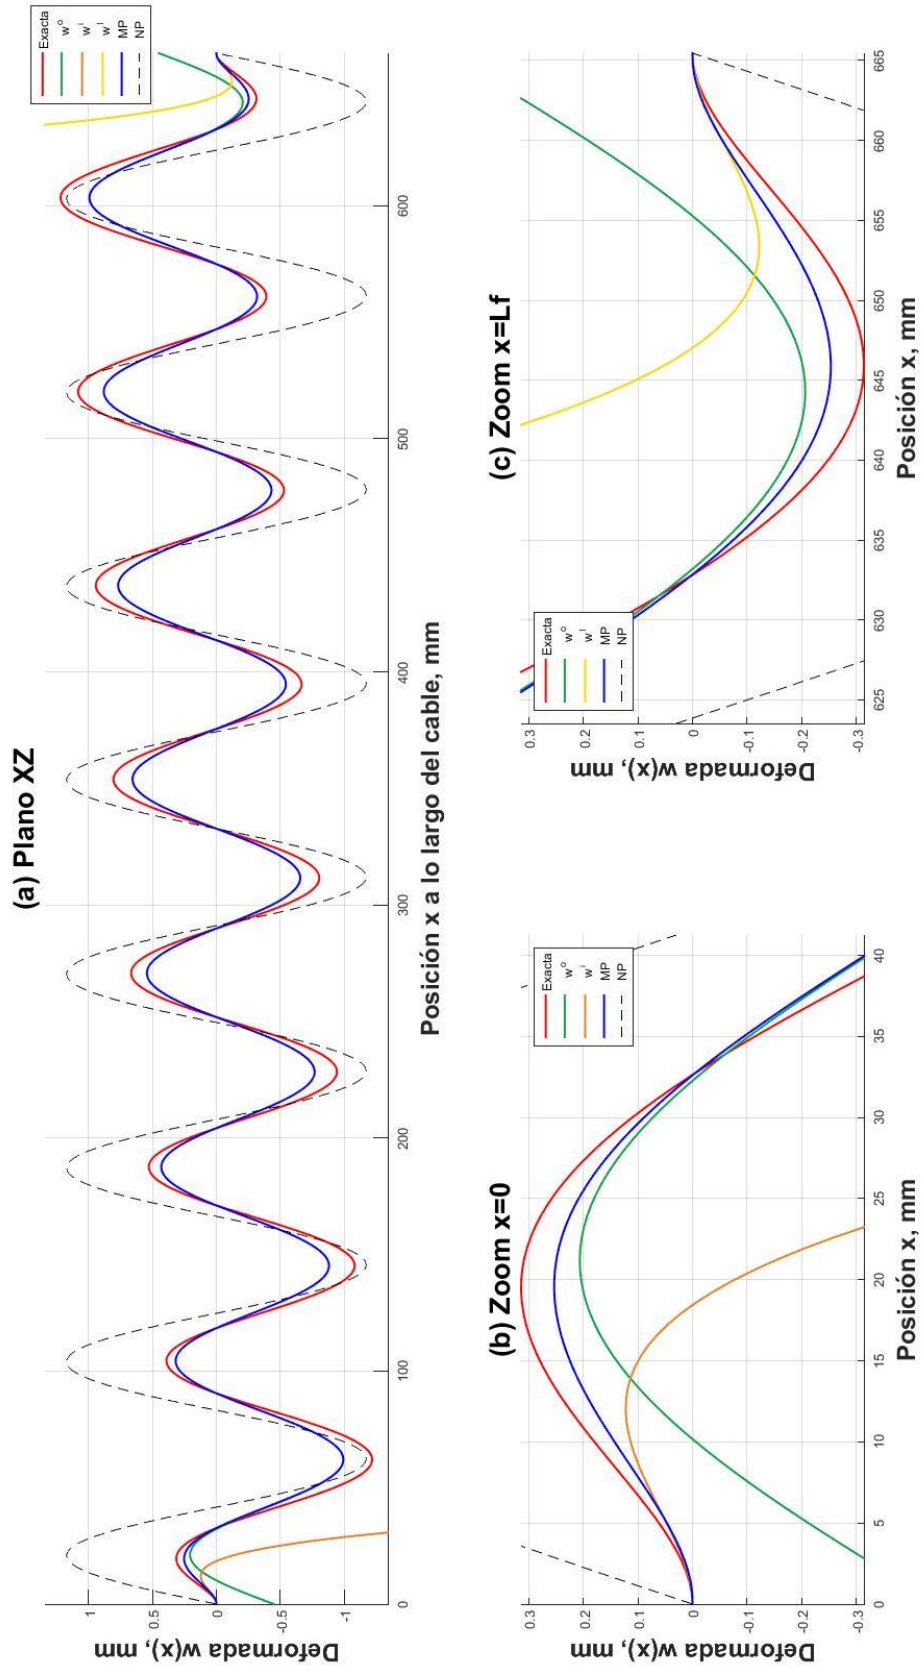 (a) Plano XZ
Exacta
w^o
w^i
w^l
MP
NP
1
0.5
0
-0.5
-1
Deformada w(x), mm
0
100
200
300
400
500
600
Posición x a lo largo del cable, mm
(b) Zoom x=0
Exacta
w^o
w^i
MP
NP
0.3
0.2
0.1
0
-0.1
-0.2
-0.3
Deformada w(x), mm
0
5
10
15
20
25
30
35
40
Posición x, mm
(c) Zoom x=Lf
Exacta
w^o
w^l
MP
NP
0.3
0.2
0.1
0
-0.1
-0.2
-0.3
Deformada w(x), mm
625
630
635
640
645
650
655
660
665
Posición x, mm